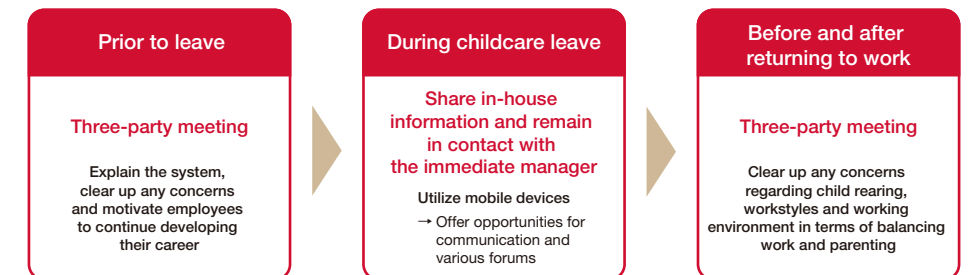 Prior to leave
Three-party meeting
Explain the system,
clear up any concerns
and motivate employees
to continue developing
their career
During childcare leave
Share in-house
information and remain
in contact with
the immediate manager
Utilize mobile devices
→ Offer opportunities for
communication and
various forums
Before and after
returning to work
Three-party meeting
Clear up any concerns
regarding child rearing,
workstyles and working
environment in terms of balancing
work and parenting